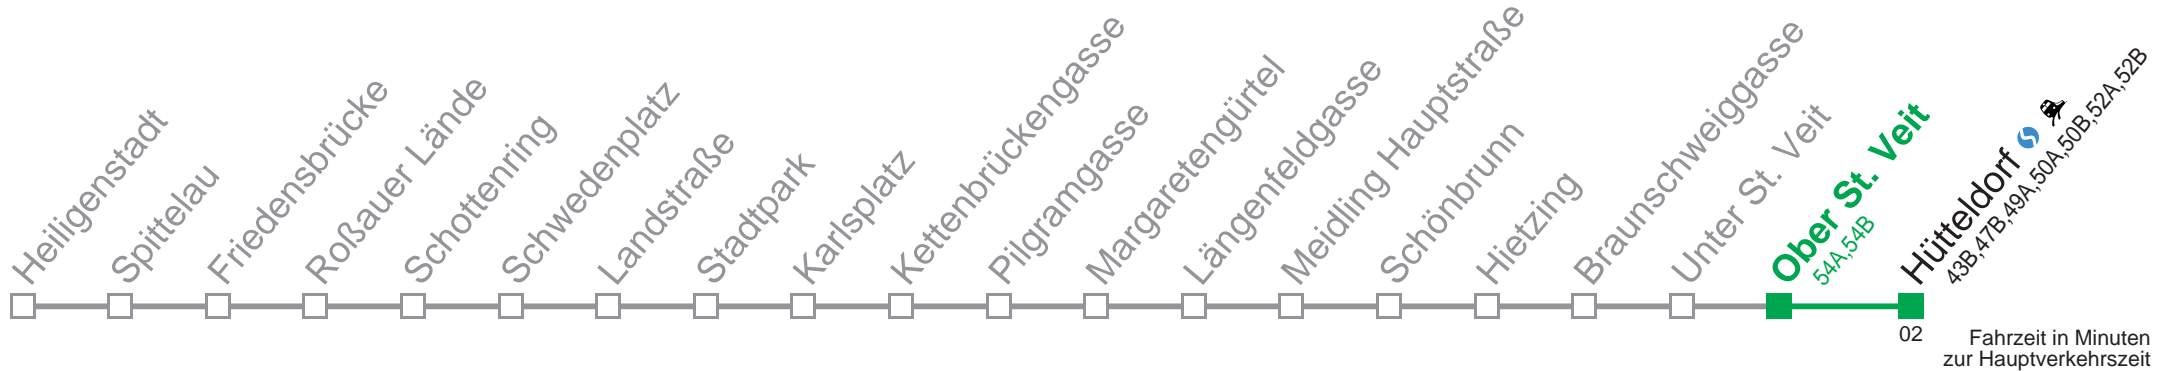 Heiligenstadt
Spittelau
Friedensbrücke
Roßauer Lände
Schottenring
Schwedenplatz
Landstraße
Stadtpark
Karlsplatz
Kettenbrückengasse
Pilgramgasse
Margaretengürtel
Längenfeldgasse
Meidling Hauptstraße
Schönbrunn
Hietzing
Braunschweiggasse
Unter St. Veit
Ober St. Veit
54A,54B
Hütteldorf
43B,47B,49A,50A,50B,52A,52B
02
Fahrzeit in Minuten
zur Hauptverkehrszeit